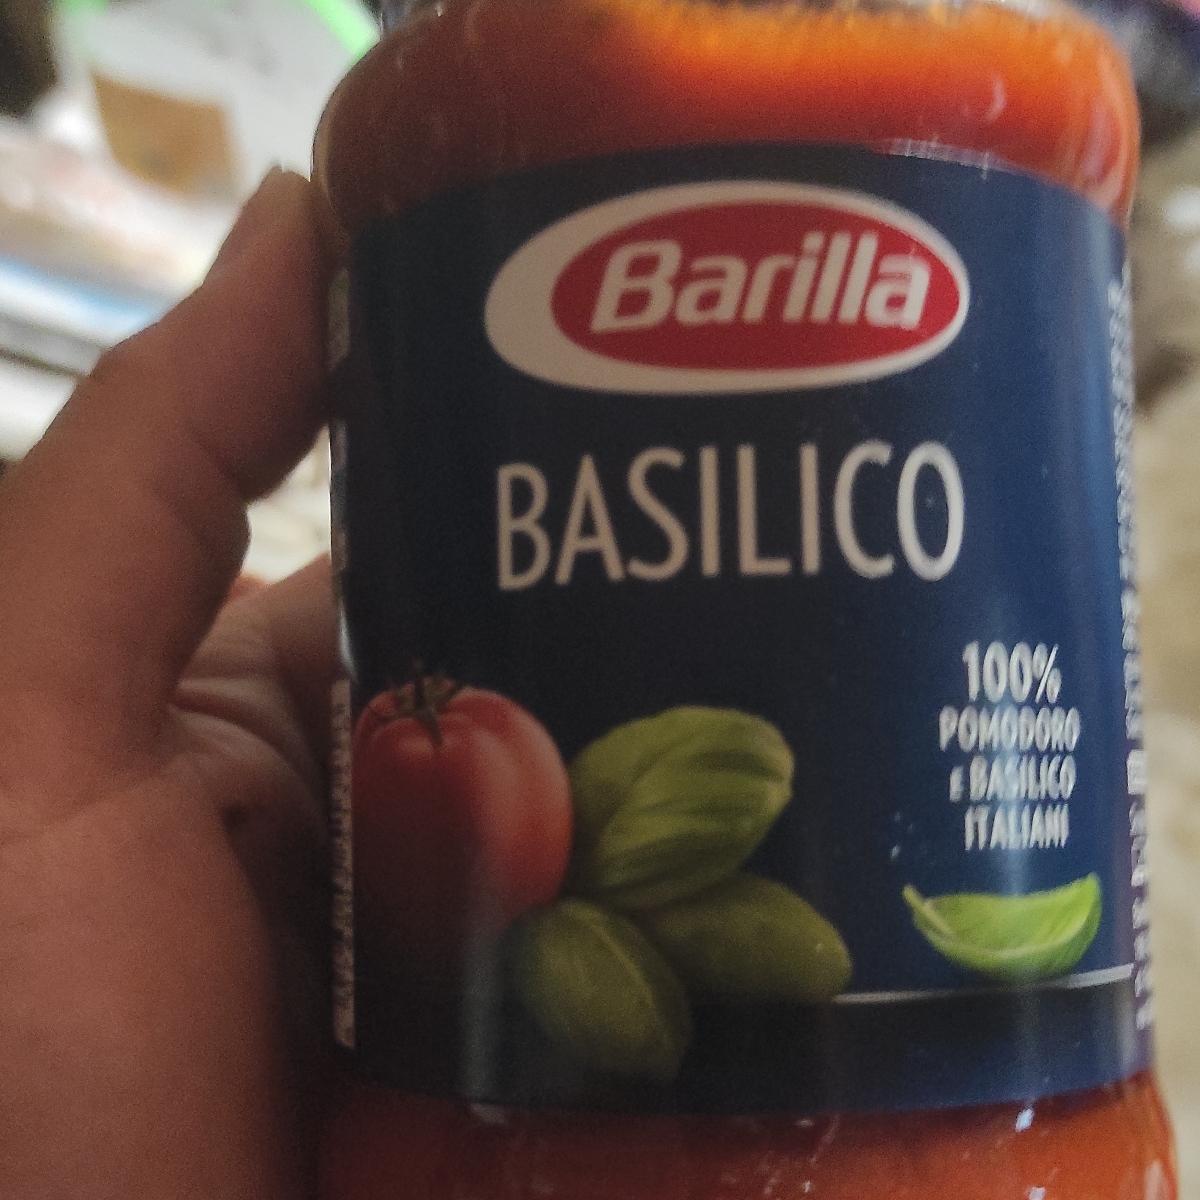 Barilla
BASILICO
100%
POMODORO
E BASILICO
ITALIANI